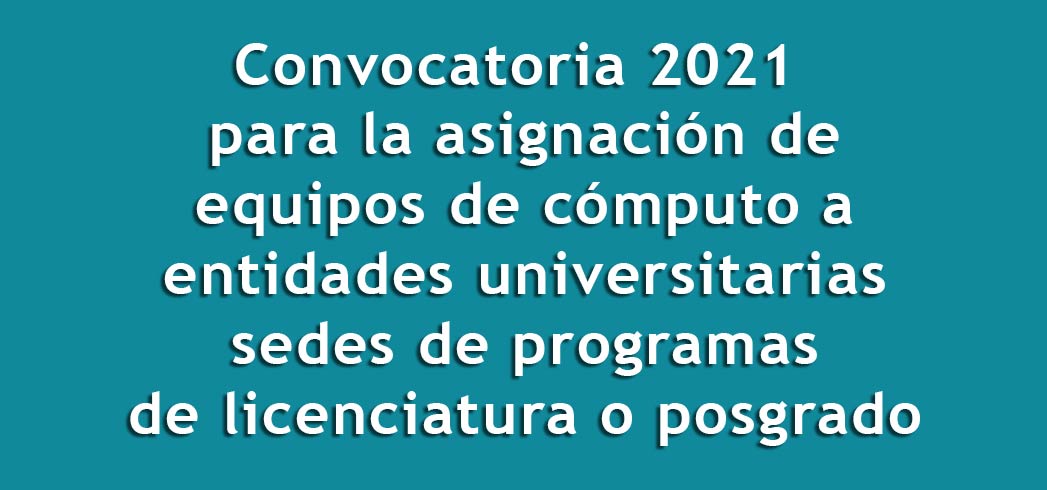 Convocatoria 2021
para la asignación de
equipos de cómputo a
entidades universitarias
sedes de programas
de licenciatura o posgrado